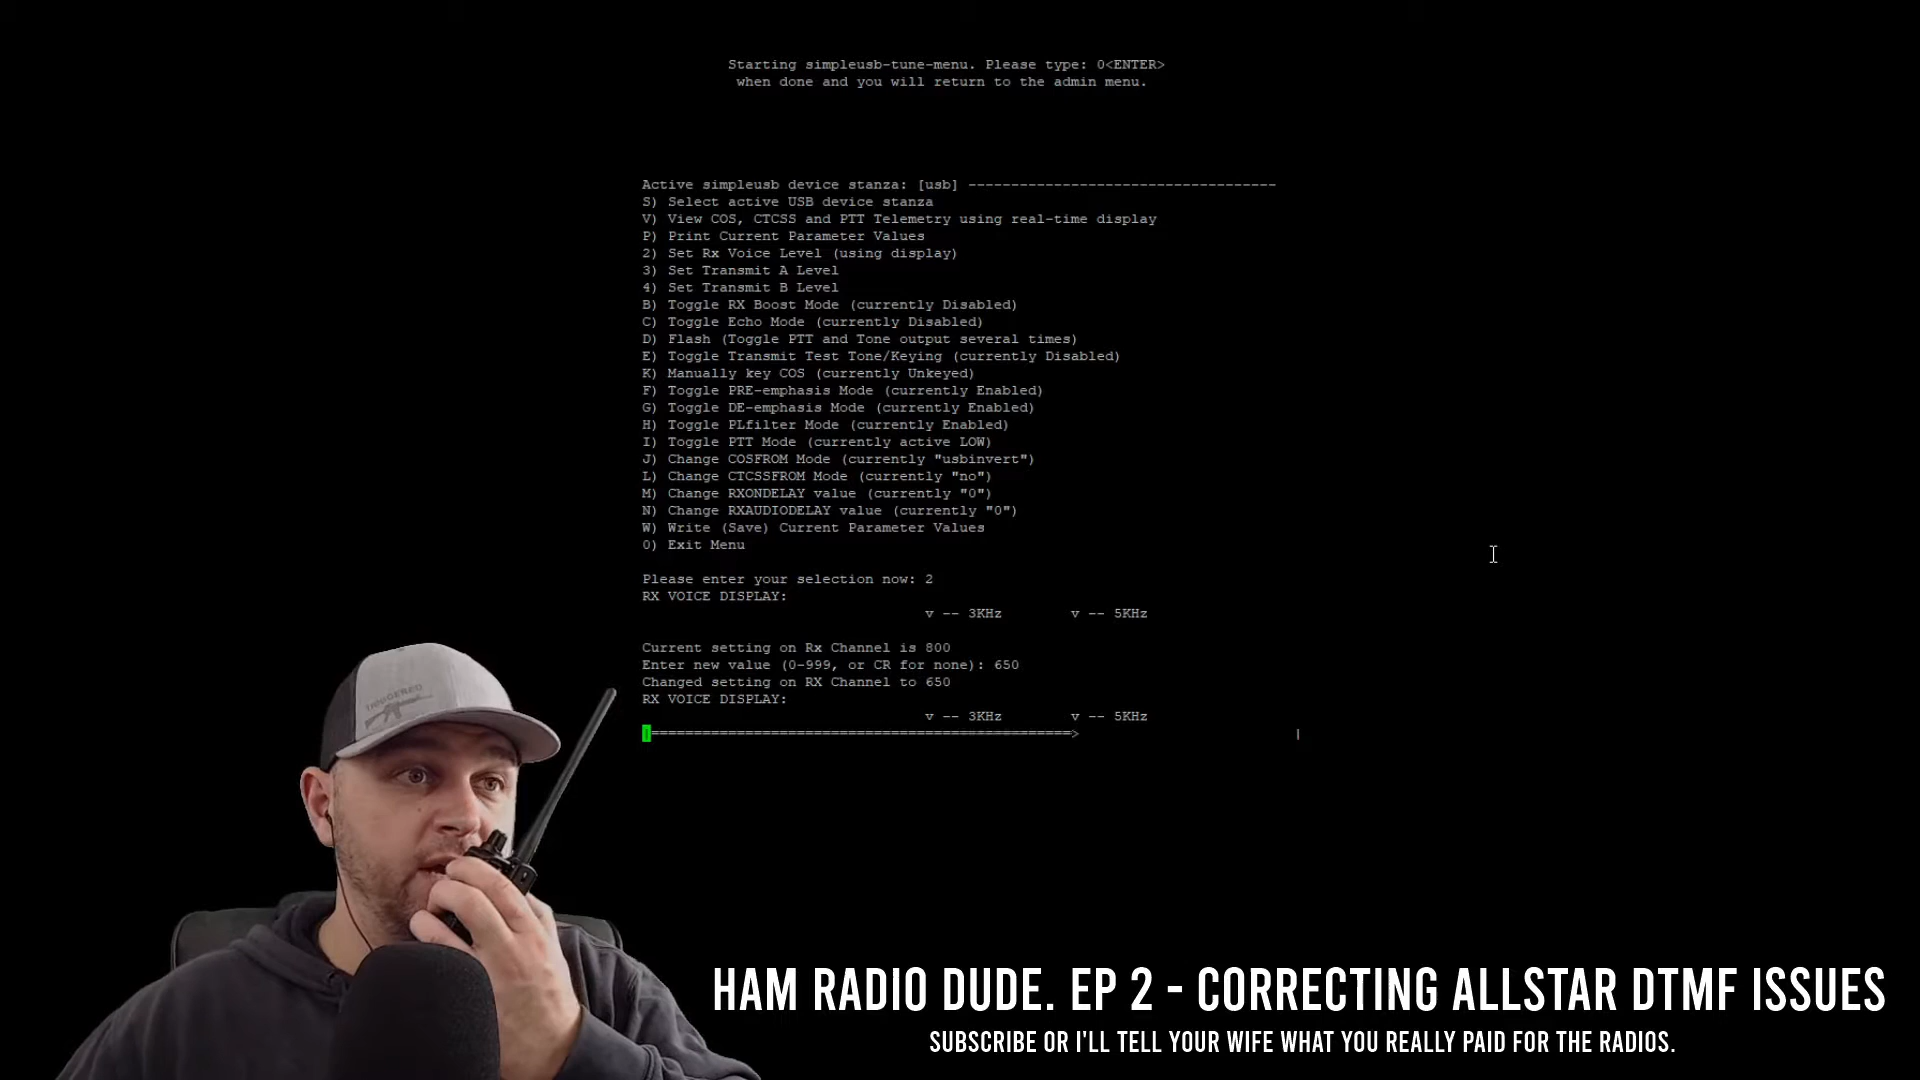 Starting simpleusb-tune-menu. Please type: 0<ENTER>
when done and you will return to the admin menu.
Active simpleusb device stanza: [usb] ------------------------------------
S) Select active USB device stanza
V) View COS, CTCSS and PTT Telemetry using real-time display
P) Print Current Parameter Values
2) Set Rx Voice Level (using display)
3) Set Transmit A Level
4) Set Transmit B Level
B) Toggle RX Boost Mode (currently Disabled)
C) Toggle Echo Mode (currently Disabled)
D) Flash (Toggle PTT and Tone output several times)
E) Toggle Transmit Test Tone/Keying (currently Disabled)
K) Manually key COS (currently Unkeyed)
F) Toggle PRE-emphasis Mode (currently Enabled)
G) Toggle DE-emphasis Mode (currently Enabled)
H) Toggle PLfilter Mode (currently Enabled)
I) Toggle PTT Mode (currently active LOW)
J) Change COSFROM Mode (currently "usbinvert")
L) Change CTCSSFROM Mode (currently "no")
M) Change RXONDELAY value (currently "0")
N) Change RXAUDIODELAY value (currently "0")
W) Write (Save) Current Parameter Values
0) Exit Menu
Please enter your selection now: 2
RX VOICE DISPLAY:
v -- 3KHz v -- 5KHz
Current setting on Rx Channel is 800
Enter new value (0-999, or CR for none): 650
Changed setting on RX Channel to 650
RX VOICE DISPLAY:
v -- 3KHz v -- 5KHz
|=================================================> |
TRIGGERED
HAM RADIO DUDE. EP 2 - CORRECTING ALLSTAR DTMF ISSUES
SUBSCRIBE OR I'LL TELL YOUR WIFE WHAT YOU REALLY PAID FOR THE RADIOS.